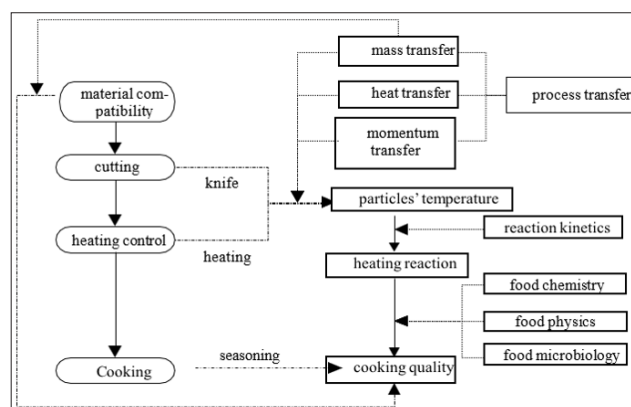 mass transfer
material com-
patibility
heat transfer
process transfer
momentum
transfer
cutting
knife
particles' temperature
reaction kinetics
heating control
heating
heating reaction
food chemistry
food physics
seasoning
food microbiology
Cooking
cooking quality